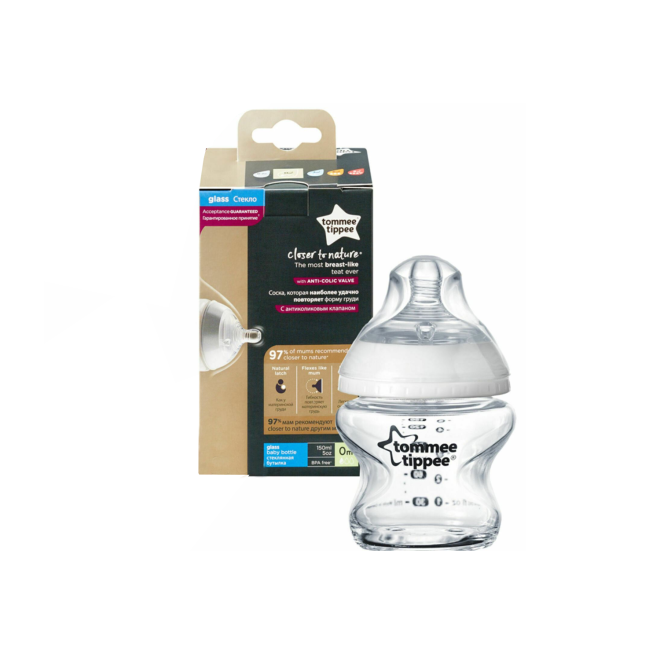 glass Стекло
Acceptance GUARANTEED
Гарантированное принятие
tommee
tippee
closer to nature®
The most breast-like
teat ever
with ANTI-COLIC VALVE
Соска, которая наиболее удачно
повторяет форму груди
С антиколиковым клапаном
97% of mums recommend
closer to nature
Natural
latch
Flexes like
mum
97% мам рекомендуют
closer to nature другим м
glass
baby bottle
стеклянная
бутылка
150ml
5oz
BPA free
0m
tommee
tippee®